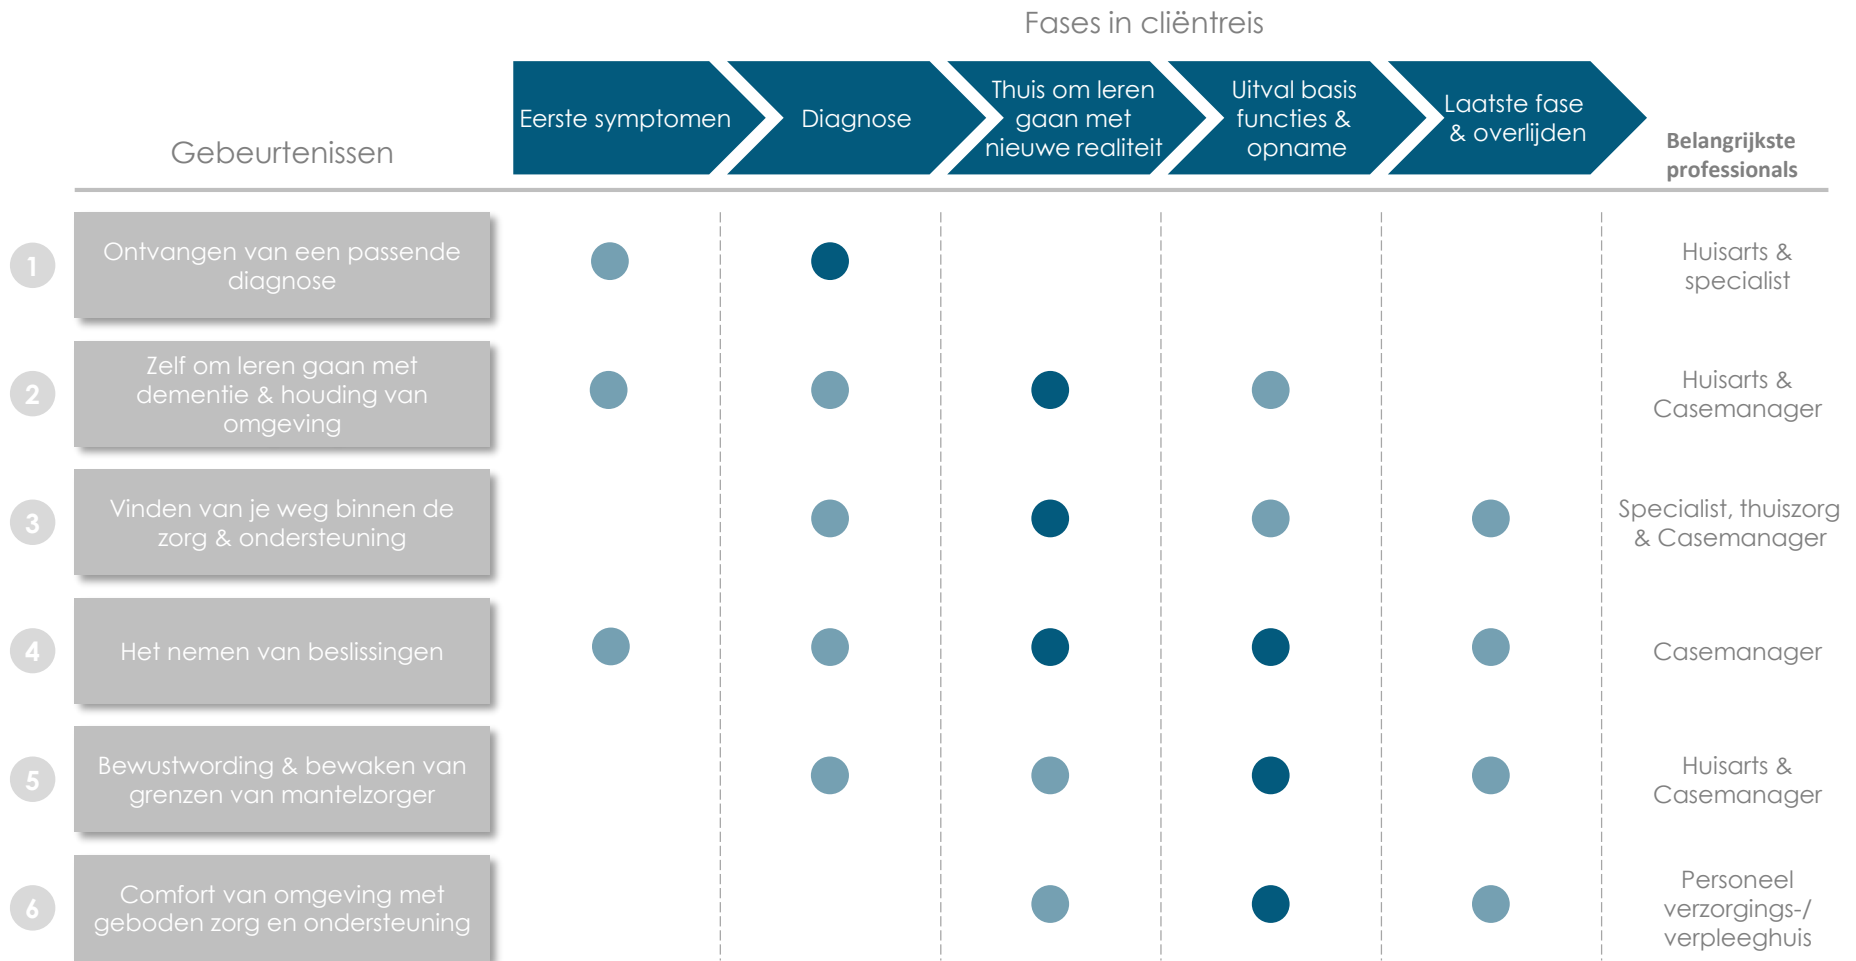 Fases in cliëntreis
Eerste symptomen
Diagnose
Thuis om leren
gaan met
nieuwe realiteit
Uitval basis
functies &
opname
Laatste fase
& overlijden
Gebeurtenissen
Belangrijkste
professionals
1
Ontvangen van een passende
diagnose
Huisarts &
specialist
2
Zelf om leren gaan met
dementie & houding van
omgeving
Huisarts &
Casemanager
3
Vinden van je weg binnen de
zorg & ondersteuning
Specialist, thuiszorg
& Casemanager
4
Het nemen van beslissingen
Casemanager
5
Bewustwording & bewaken van
grenzen van mantelzorger
Huisarts &
Casemanager
6
Comfort van omgeving met
geboden zorg en ondersteuning
Personeel
verzorgings-/
verpleeghuis